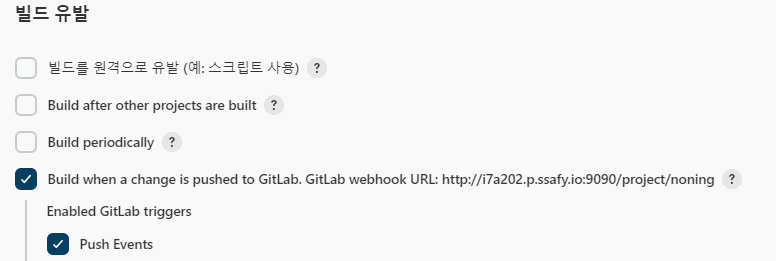 빌드 유발
빌드를 원격으로 유발 (예: 스크립트 사용) ?
Build after other projects are built ?
Build periodically ?
Build when a change is pushed to GitLab. GitLab webhook URL: http://i7a202.p.ssafy.io:9090/project/noning ?
Enabled GitLab triggers
Push Events